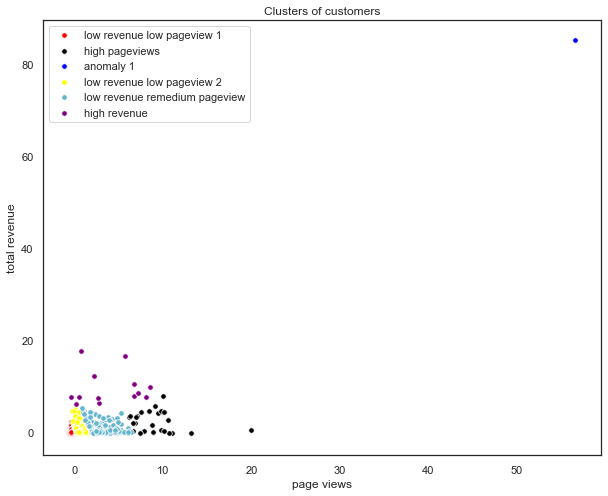 Clusters of customers
low revenue low pageview 1
high pageviews
anomaly 1
low revenue low pageview 2
low revenue remedium pageview
high revenue
80
60
40
20
0
total revenue
0 10 20 30 40 50
page views